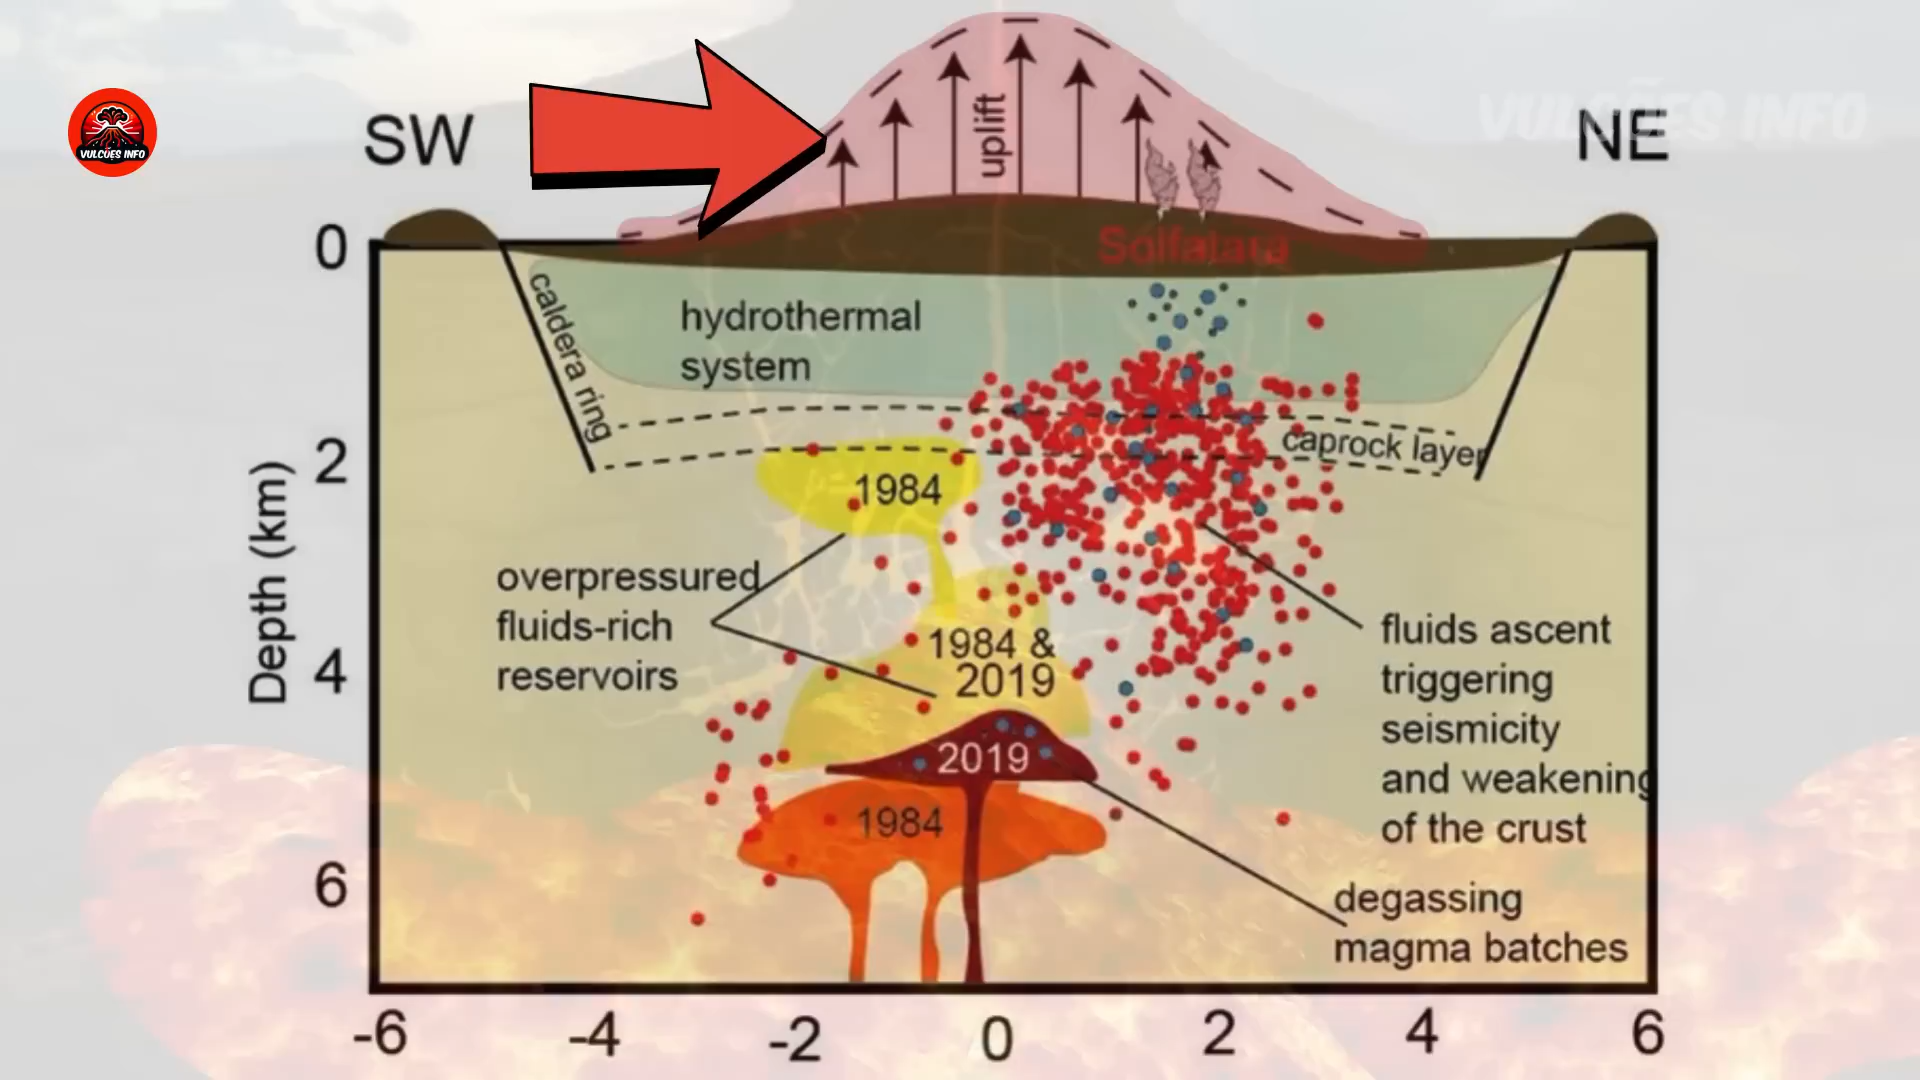 VULCÕES INFO
SW
VULCÕES INFO
NE
uplift
Solfatara
0
2
4
6
Depth (km)
caldera ring
hydrothermal
system
caprock layer
1984
overpressured
fluids-rich
reservoirs
1984 &
2019
fluids ascent
triggering
seismicity
and weakening
of the crust
2019
1984
degassing
magma batches
-6 -4 -2 0 2 4 6